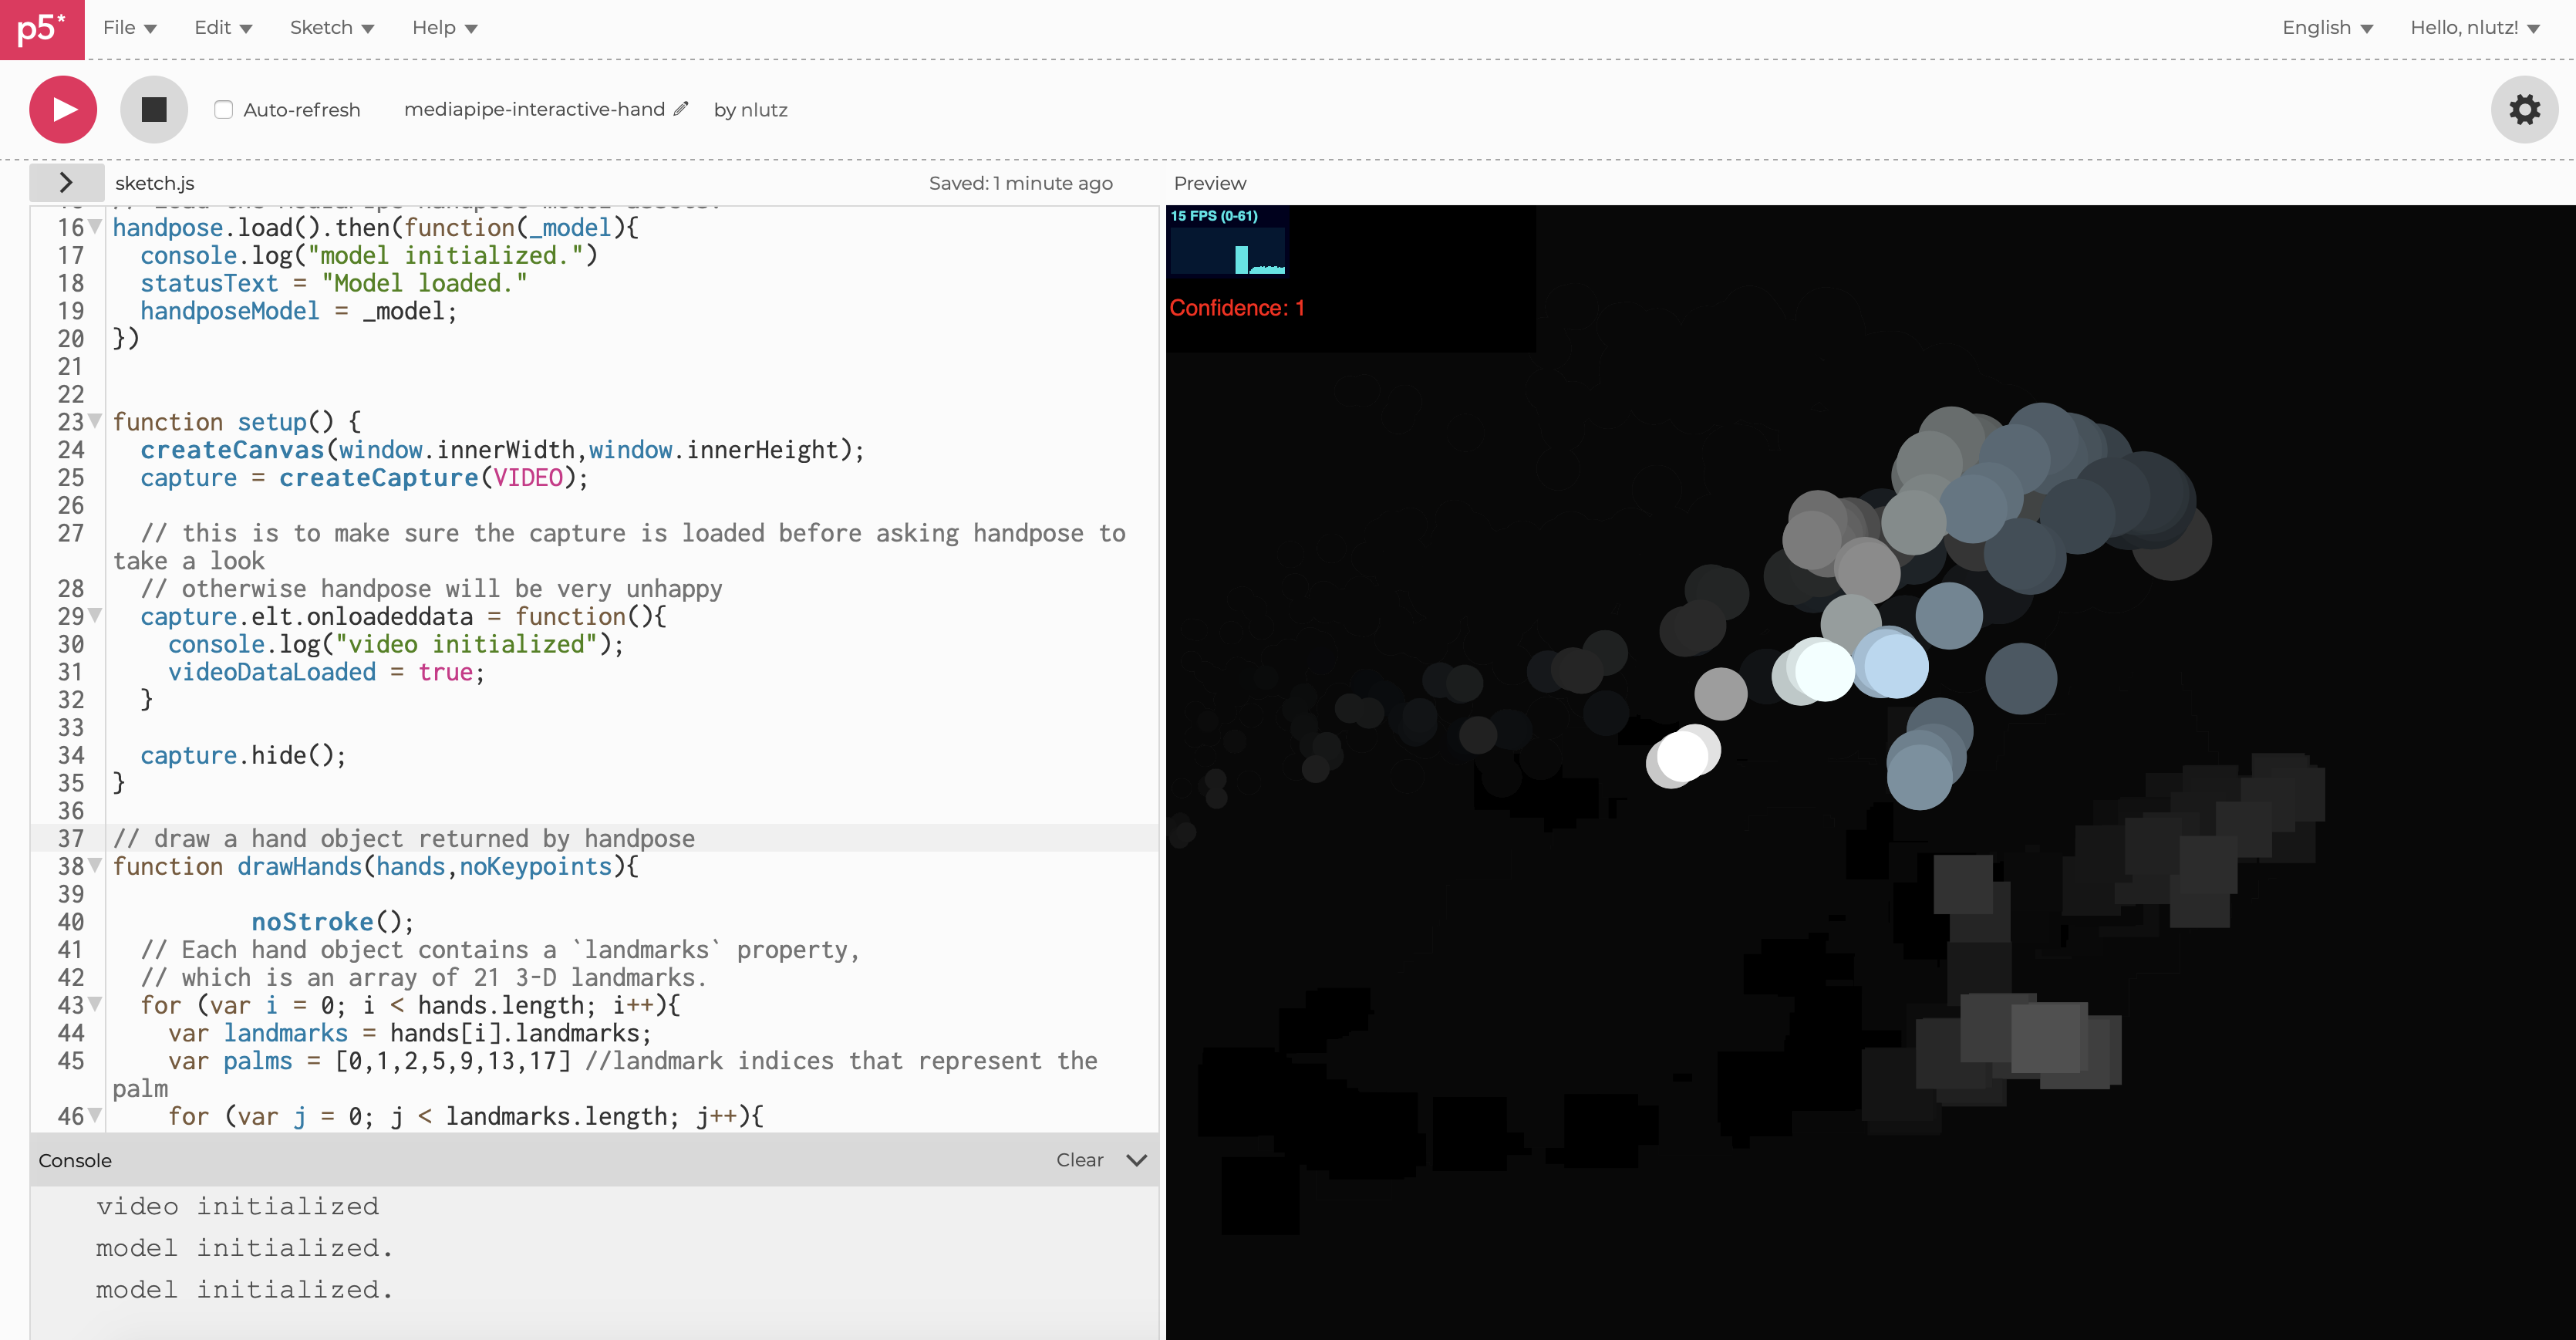 p5* File Edit Sketch Help English Hello, nlutz!
Auto-refresh mediapipe-interactive-hand by nlutz
> sketch.js Saved: 1 minute ago Preview
16 handpose.load().then(function(_model){
17 console.log("model initialized.")
18 statusText = "Model loaded."
19 handposeModel = _model;
20 })
21
22
23 function setup() {
24 createCanvas(window.innerWidth,window.innerHeight);
25 capture = createCapture(VIDEO);
26
27 // this is to make sure the capture is loaded before asking handpose to
take a look
28 // otherwise handpose will be very unhappy
29 capture.elt.onloadeddata = function(){
30 console.log("video initialized");
31 videoDataLoaded = true;
32 }
33
34 capture.hide();
35 }
36
37 // draw a hand object returned by handpose
38 function drawHands(hands,noKeypoints){
39
40 noStroke();
41 // Each hand object contains a `landmarks` property,
42 // which is an array of 21 3-D landmarks.
43 for (var i = 0; i < hands.length; i++){
44 var landmarks = hands[i].landmarks;
45 var palms = [0,1,2,5,9,13,17] //landmark indices that represent the
palm
46 for (var j = 0; j < landmarks.length; j++){
Console Clear
video initialized
model initialized.
model initialized.
15 FPS (0-61)
Confidence: 1